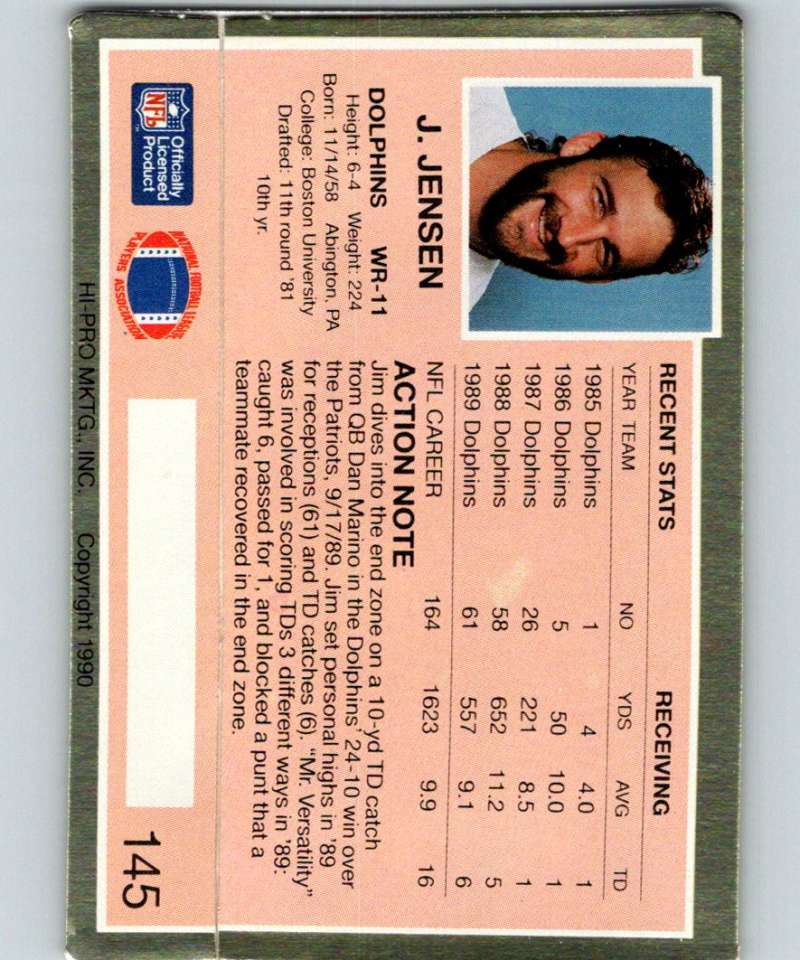 J. JENSEN
DOLPHINS WR-11
Height: 6-4 Weight: 224
Born: 11/14/58 Abington, PA
College: Boston University
Drafted: 11th round '81
10th yr.
NFL
Officially
Licensed
Product
™
NATIONAL FOOTBALL LEAGUE
PLAYERS ASSOCIATION
RECENT STATS RECEIVING
YEAR TEAM NO YDS AVG TD
1985 Dolphins 1 4 4.0 1
1986 Dolphins 5 50 10.0 1
1987 Dolphins 26 221 8.5 1
1988 Dolphins 58 652 11.2 5
1989 Dolphins 61 557 9.1 6
NFL CAREER 164 1623 9.9 16
ACTION NOTE
Jim dives into the end zone on a 10-yd TD catch
from QB Dan Marino in the Dolphins' 24-10 win over
the Patriots, 9/17/89. Jim set personal highs in '89
for receptions (61) and TD catches (6). "Mr. Versatility"
was involved in scoring TDs 3 different ways in '89:
caught 6, passed for 1, and blocked a punt that a
teammate recovered in the end zone.
145
HI-PRO MKTG., INC. Copyright 1990